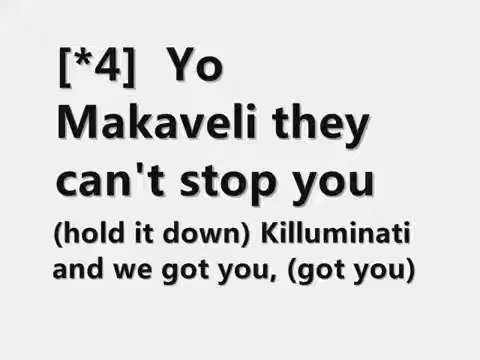 [*4]  Yo
Makaveli they
can't stop you
(hold it down) Killuminati
and we got you, (got you)